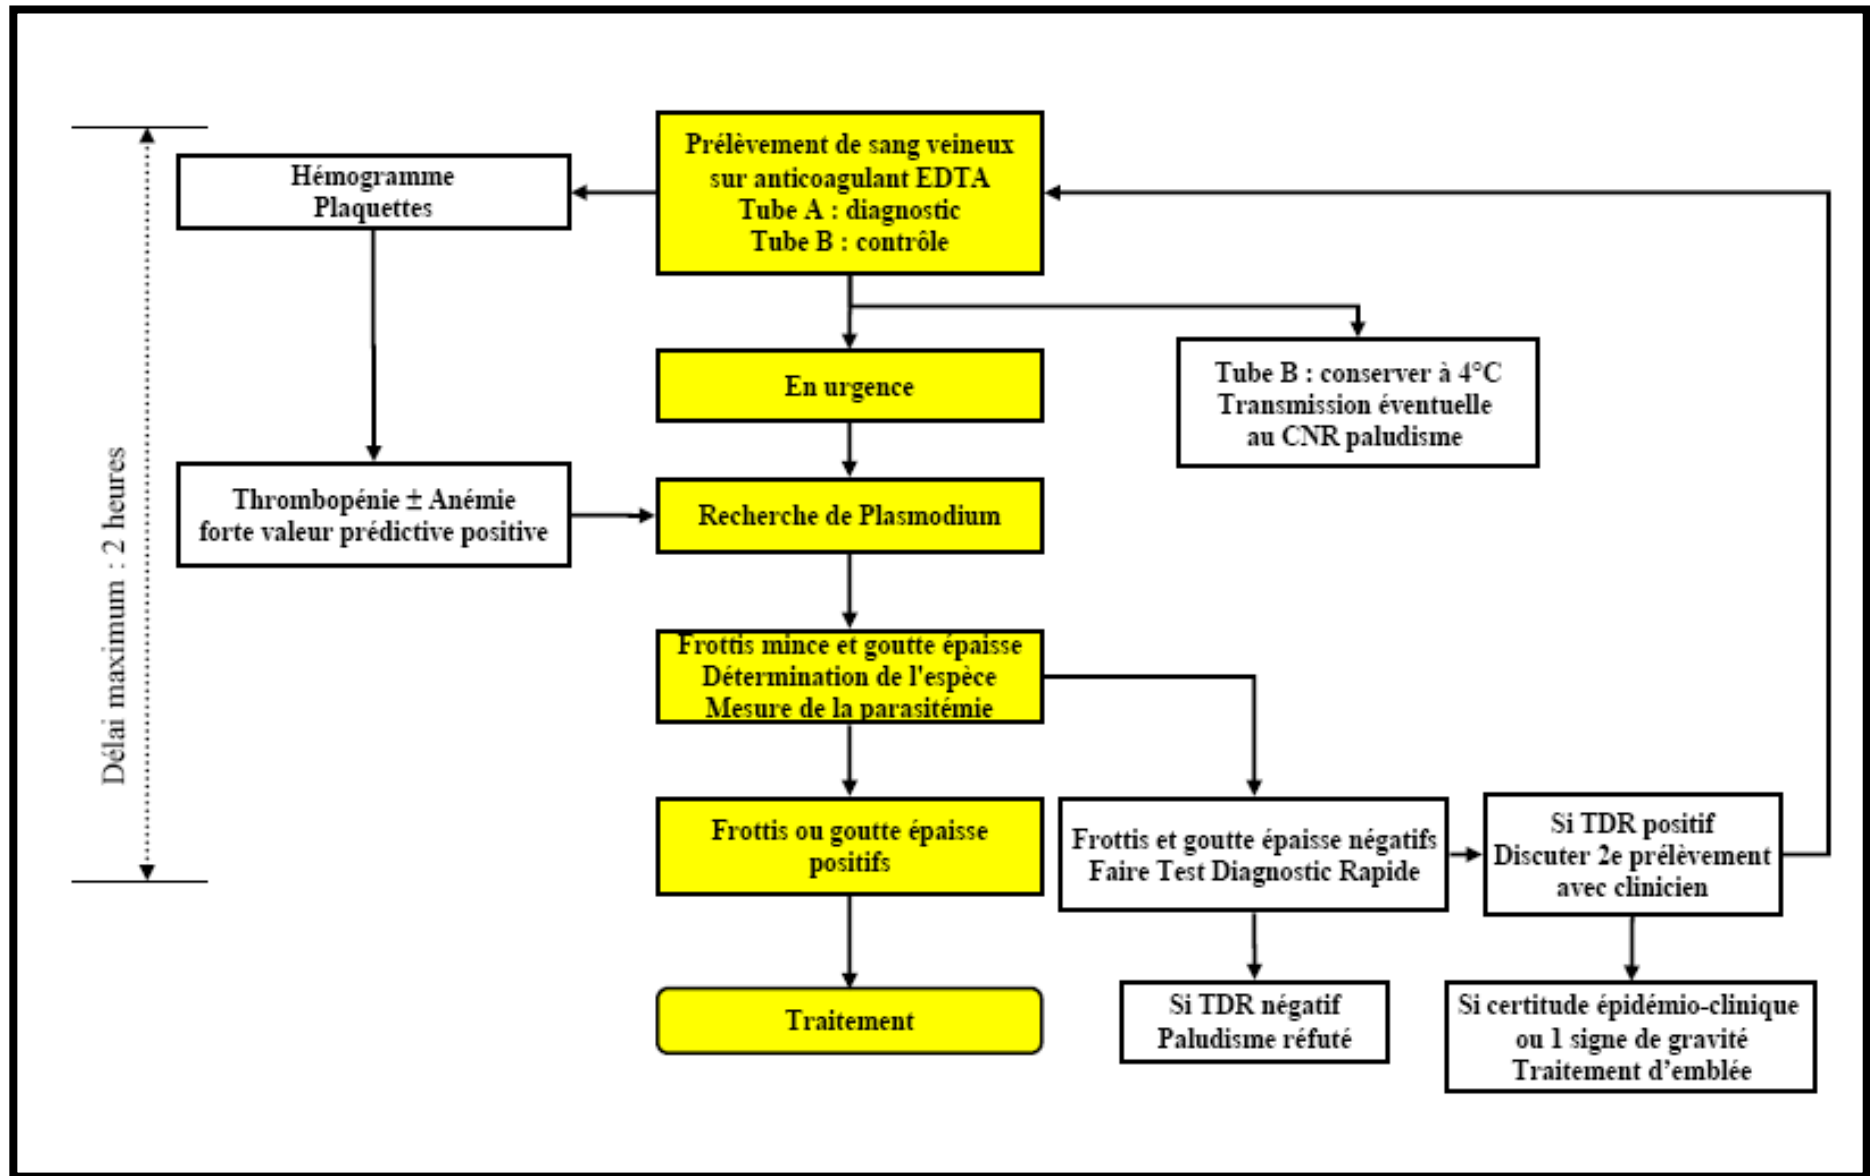 Prélèvement de sang veineux
sur anticoagulant EDTA
Tube A : diagnostic
Tube B : contrôle
Hémogramme
Plaquettes
En urgence
Tube B : conserver à 4°C
Transmission éventuelle
au CNR paludisme
Délai maximum : 2 heures
Thrombopénie ± Anémie
forte valeur prédictive positive
Recherche de Plasmodium
Frottis mince et goutte épaisse
Détermination de l'espèce
Mesure de la parasitémie
Frottis ou goutte épaisse
positifs
Frottis et goutte épaisse négatifs
Faire Test Diagnostic Rapide
Si TDR positif
Discuter 2e prélèvement
avec clinicien
Traitement
Si TDR négatif
Paludisme réfuté
Si certitude épidémio-clinique
ou 1 signe de gravité
Traitement d’emblée